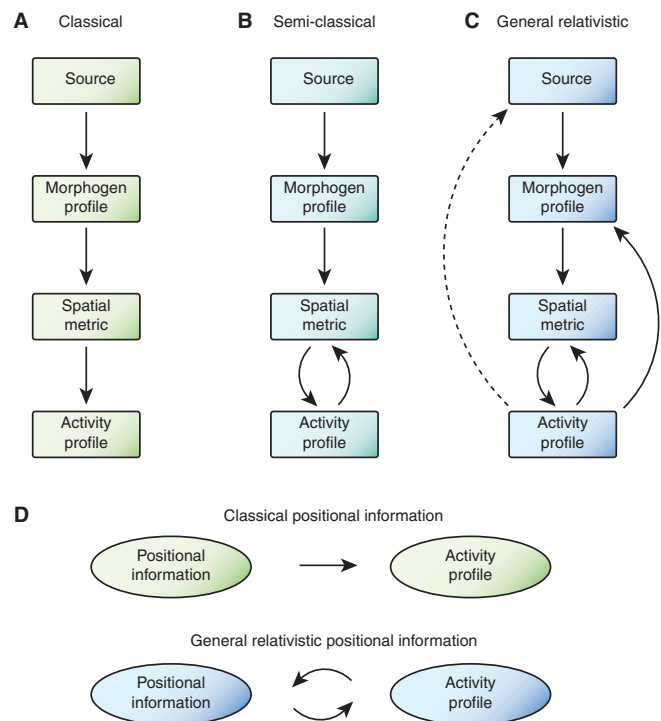 A Classical
Source
Morphogen
profile
Spatial
metric
Activity
profile
B Semi-classical
Source
Morphogen
profile
Spatial
metric
Activity
profile
C General relativistic
Source
Morphogen
profile
Spatial
metric
Activity
profile
D
Classical positional information
Positional
information
Activity
profile
General relativistic positional information
Positional
information
Activity
profile